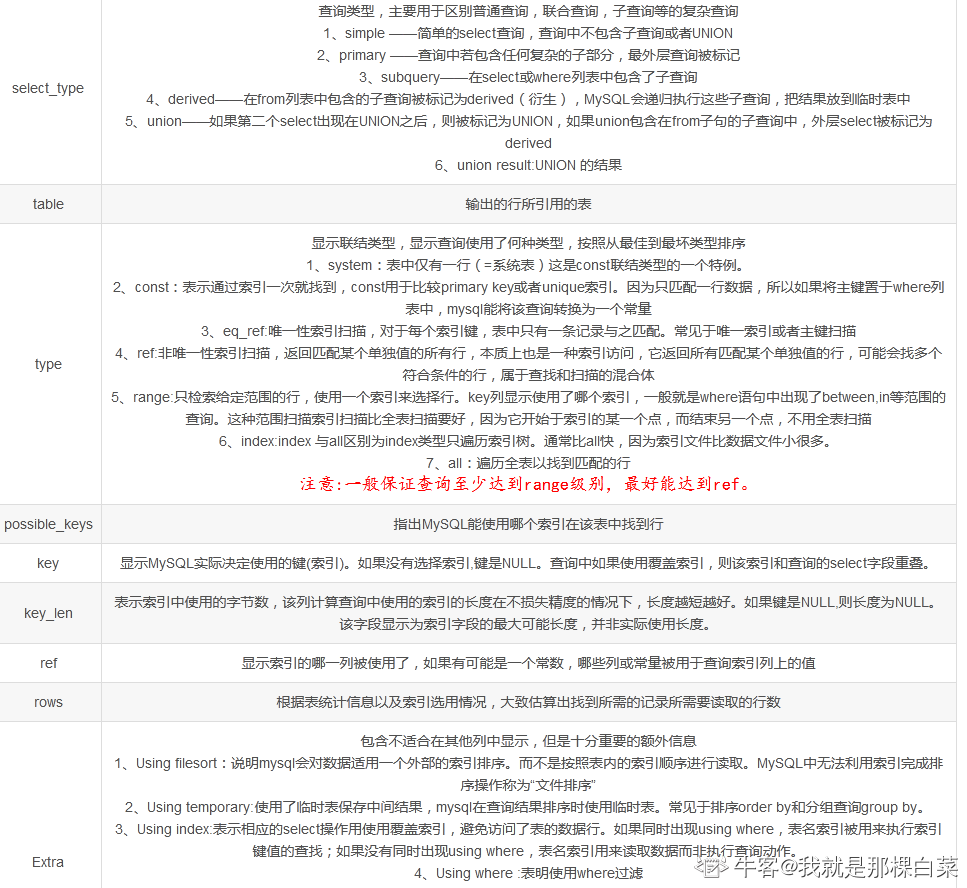 select_type
查询类型，主要用于区别普通查询，联合查询，子查询等的复杂查询
1、simple ——简单的select查询，查询中不包含子查询或者UNION
2、primary ——查询中若包含任何复杂的子部分，最外层查询被标记
3、subquery——在select或where列表中包含了子查询
4、derived——在from列表中包含的子查询被标记为derived（衍生），MySQL会递归执行这些子查询，把结果放到临时表中
5、union——如果第二个select出现在UNION之后，则被标记为UNION，如果union包含在from子句的子查询中，外层select被标记为
derived
6、union result:UNION 的结果
table
输出的行所引用的表
type
显示联结类型，显示查询使用了何种类型，按照从最佳到最坏类型排序
1、system：表中仅有一行（=系统表）这是const联结类型的一个特例。
2、const：表示通过索引一次就找到，const用于比较primary key或者unique索引。因为只匹配一行数据，所以如果将主键置于where列
表中，mysql能将该查询转换为一个常量
3、eq_ref:唯一性索引扫描，对于每个索引键，表中只有一条记录与之匹配。常见于唯一索引或者主键扫描
4、ref:非唯一性索引扫描，返回匹配某个单独值的所有行，本质上也是一种索引访问，它返回所有匹配某个单独值的行，可能会找多个
符合条件的行，属于查找和扫描的混合体
5、range:只检索给定范围的行，使用一个索引来选择行。key列显示使用了哪个索引，一般就是where语句中出现了between,in等范围的
查询。这种范围扫描索引扫描比全表扫描要好，因为它开始于索引的某一个点，而结束另一个点，不用全表扫描
6、index:index 与all区别为index类型只遍历索引树。通常比all快，因为索引文件比数据文件小很多。
7、all：遍历全表以找到匹配的行
注意:一般保证查询至少达到range级别，最好能达到ref。
possible_keys
指出MySQL能使用哪个索引在该表中找到行
key
显示MySQL实际决定使用的键(索引)。如果没有选择索引,键是NULL。查询中如果使用覆盖索引，则该索引和查询的select字段重叠。
key_len
表示索引中使用的字节数，该列计算查询中使用的索引的长度在不损失精度的情况下，长度越短越好。如果键是NULL,则长度为NULL。
该字段显示为索引字段的最大可能长度，并非实际使用长度。
ref
显示索引的哪一列被使用了，如果有可能是一个常数，哪些列或常量被用于查询索引列上的值
rows
根据表统计信息以及索引选用情况，大致估算出找到所需的记录所需要读取的行数
Extra
包含不适合在其他列中显示，但是十分重要的额外信息
1、Using filesort：说明mysql会对数据适用一个外部的索引排序。而不是按照表内的索引顺序进行读取。MySQL中无法利用索引完成排
序操作称为“文件排序”
2、Using temporary:使用了临时表保存中间结果，mysql在查询结果排序时使用临时表。常见于排序order by和分组查询group by。
3、Using index:表示相应的select操作用使用覆盖索引，避免访问了表的数据行。如果同时出现using where，表名索引被用来执行索引
键值的查找；如果没有同时出现using where，表名索引用来读取数据而非执行查询动作。
4、Using where :表明使用where过滤
牛客@我就是那棵白菜